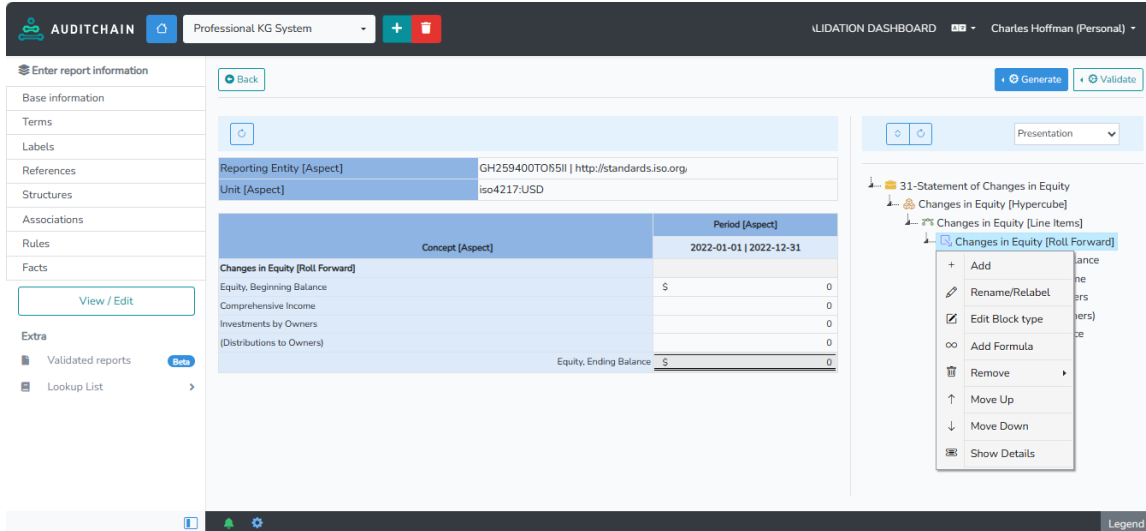 AUDITCHAIN
Professional KG System
ALIDATION DASHBOARD
Charles Hoffman (Personal)
Enter report information
Base information
Terms
Labels
References
Structures
Associations
Rules
Facts
View / Edit
Extra
Validated reports Beta
Lookup List
Back
Generate
Validate
Reporting Entity [Aspect]
http://standards.iso.org/
Unit [Aspect] iso4217:USD
Period [Aspect]
Concept [Aspect] 2022-01-01 | 2022-12-31
Changes in Equity [Roll Forward]
Equity, Beginning Balance $ 0
Comprehensive Income 0
Investments by Owners 0
(Distributions to Owners) 0
Equity, Ending Balance $ 0
Presentation
31-Statement of Changes in Equity
Changes in Equity [Hypercube]
Changes in Equity [Line Items]
Changes in Equity [Roll Forward]
ance
ne
ers
ners)
ce
+ Add
Rename/Relabel
Edit Block type
Add Formula
Remove
Move Up
Move Down
Show Details
Legend